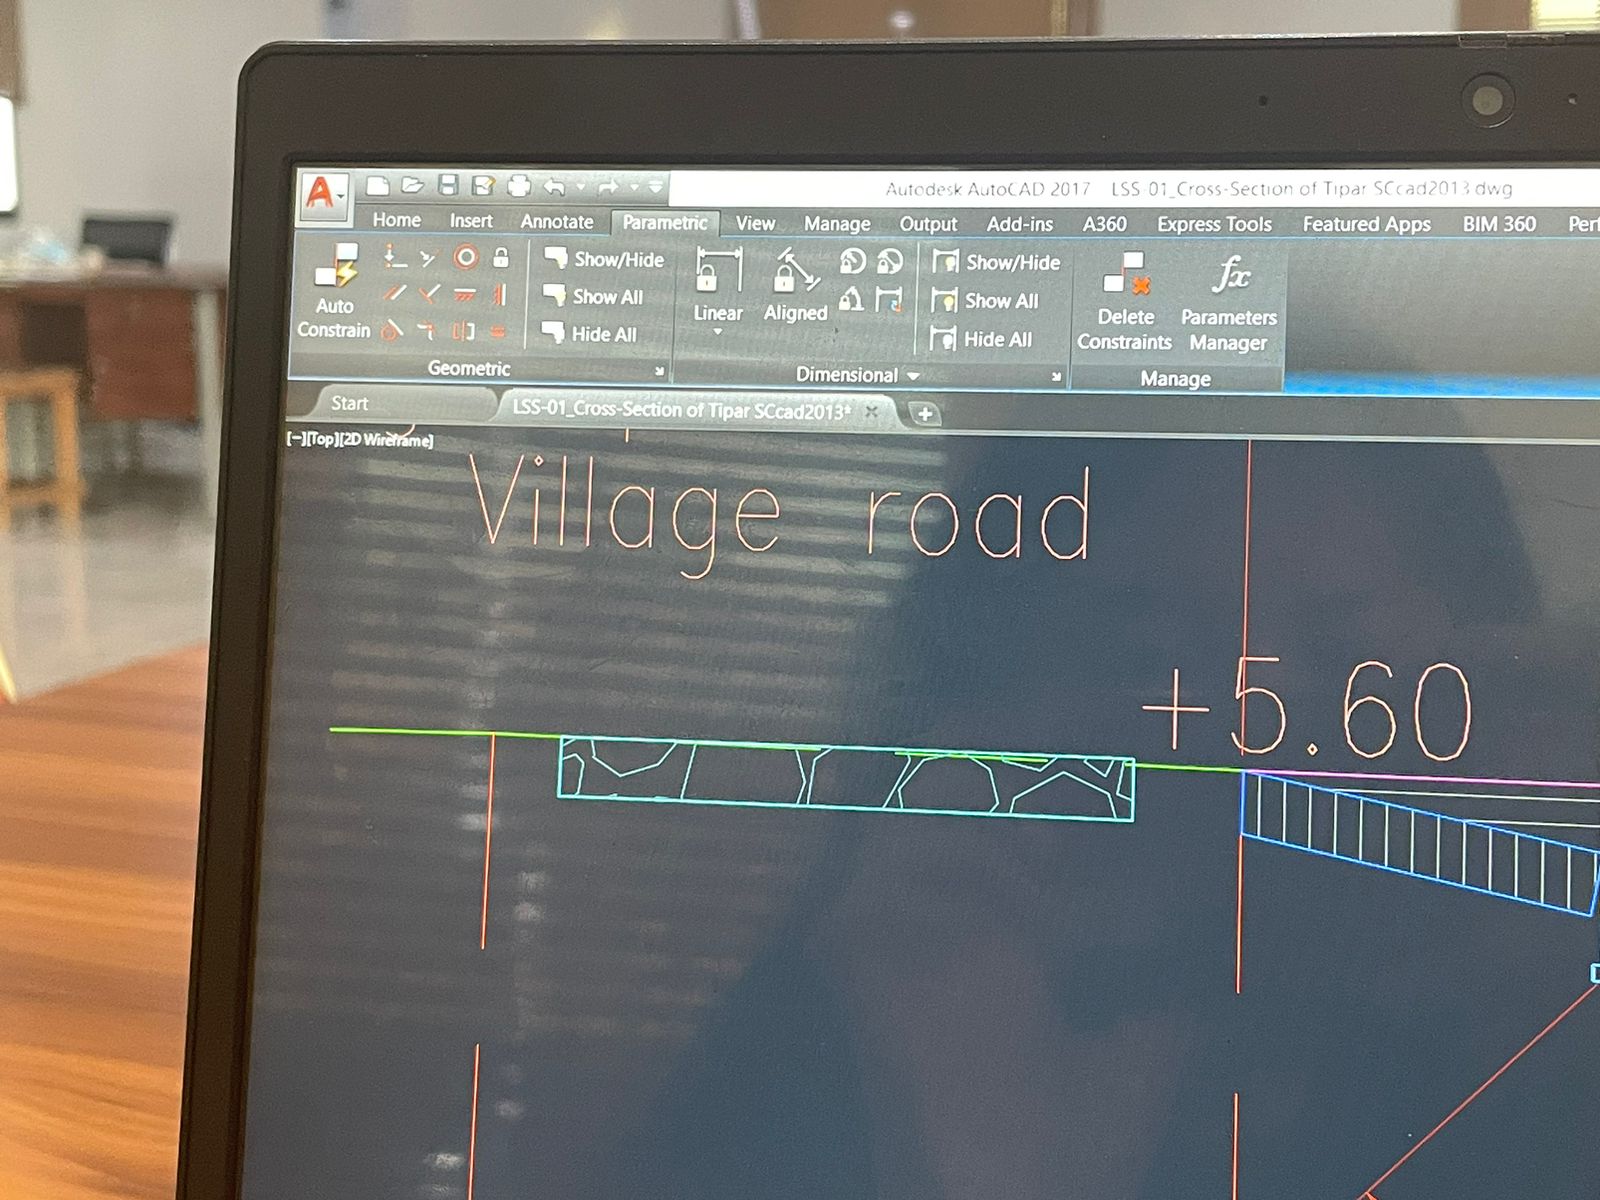 Autodesk AutoCAD 2017 LSS-01_Cross-Section of Tipar SCcad2013.dwg
Home Insert Annotate Parametric View Manage Output Add-ins A360 Express Tools Featured Apps BIM 360
Auto
Constrain
Show/Hide
Show All
Hide All
Geometric
Linear
Aligned
Show/Hide
Show All
Hide All
Dimensional
Delete
Constraints
fx
Parameters
Manager
Manage
Start
LSS-01_Cross-Section of Tipar SCcad2013*
[−][Top][2D Wireframe]
Village road
+5.60